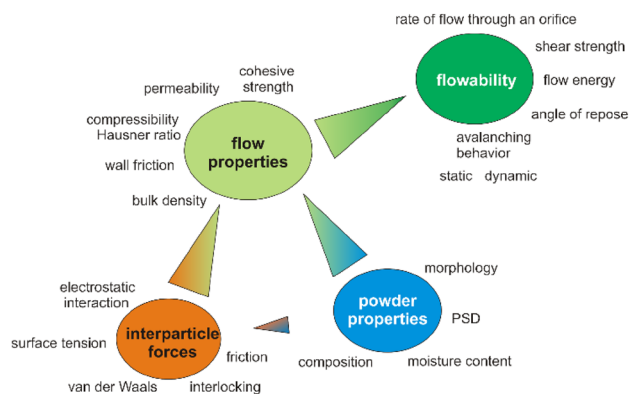 rate of flow through an orifice
shear strength
flowability
flow energy
angle of repose
avalanching
behavior
static dynamic
cohesive
strength
permeability
compressibility
Hausner ratio
flow
properties
wall friction
bulk density
morphology
powder
properties
PSD
moisture content
composition
electrostatic
interaction
interparticle
forces
surface tension
friction
van der Waals
interlocking